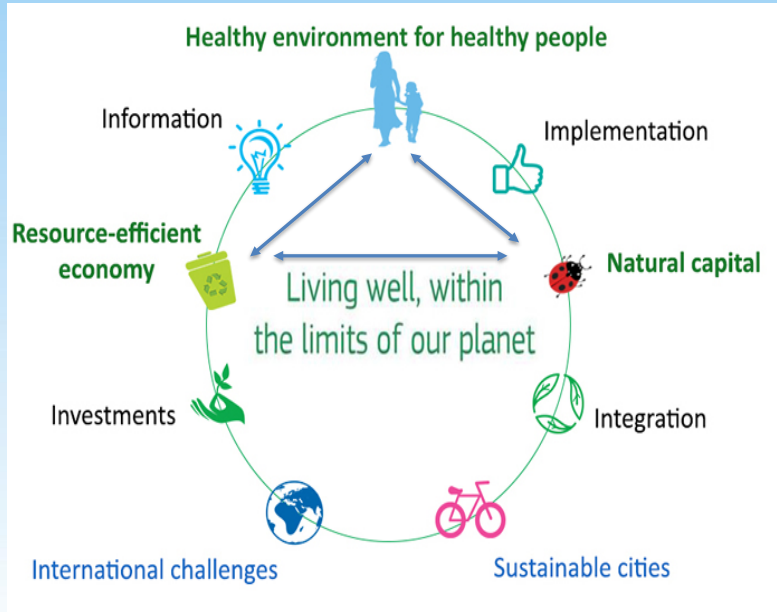 Healthy environment for healthy people
Information
Implementation
Resource-efficient
economy
Natural capital
Living well, within
the limits of our planet
Investments
Integration
International challenges
Sustainable cities